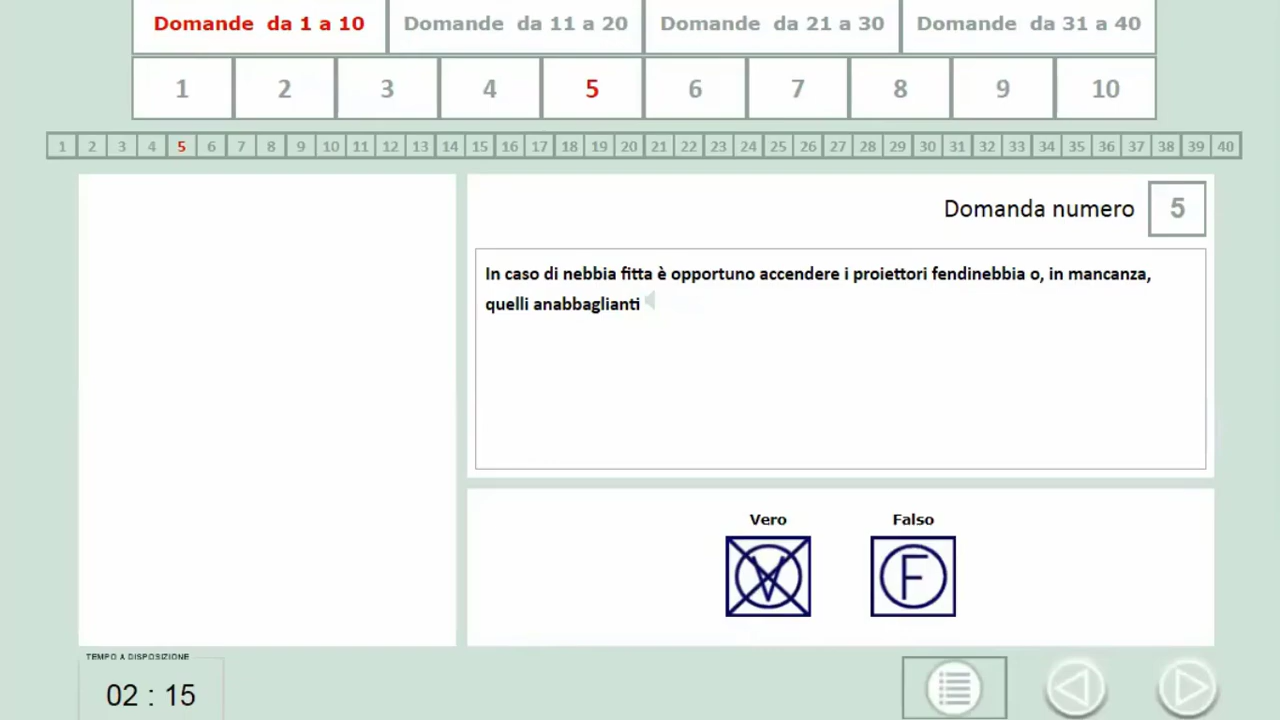 Domande da 1 a 10 Domande da 11 a 20 Domande da 21 a 30 Domande da 31 a 40
1 2 3 4 5 6 7 8 9 10
1 2 3 4 5 6 7 8 9 10 11 12 13 14 15 16 17 18 19 20 21 22 23 24 25 26 27 28 29 30 31 32 33 34 35 36 37 38 39 40
Domanda numero 5
In caso di nebbia fitta è opportuno accendere i proiettori fendinebbia o, in mancanza,
quelli anabbaglianti
Vero Falso
V F
TEMPO A DISPOSIZIONE
02 : 15